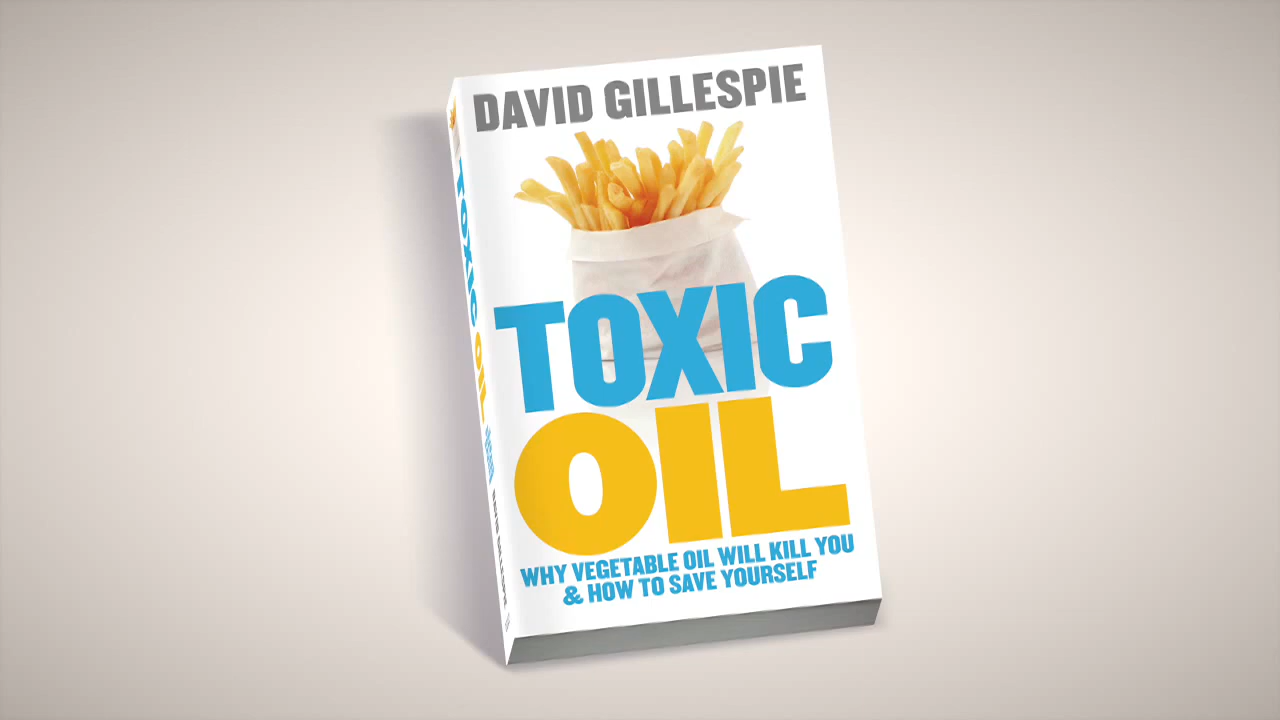 DAVID GILLESPIE
TOXIC
OIL
WHY VEGETABLE OIL WILL KILL YOU
& HOW TO SAVE YOURSELF
TOXIC OIL